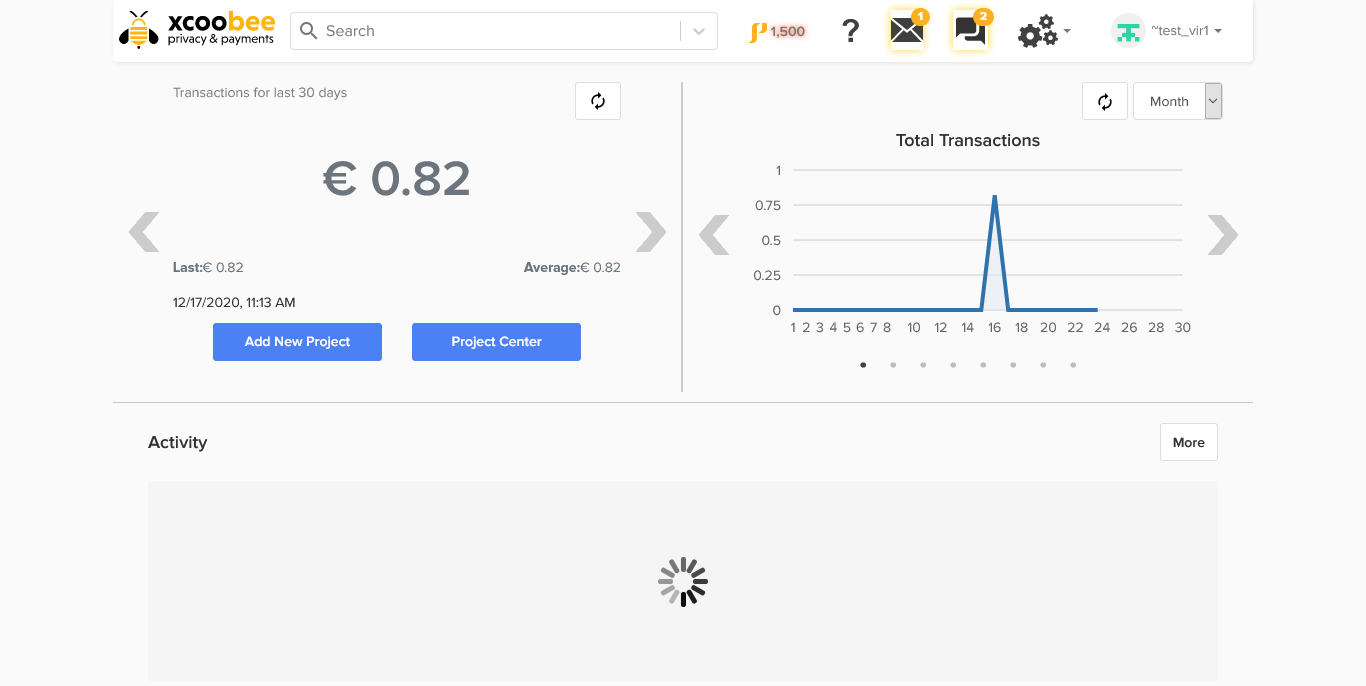 xcoobee
privacy & payments
Search
1,500
?
1
2
~test_vir1
Transactions for last 30 days
€ 0.82
Last:€ 0.82
Average:€ 0.82
12/17/2020, 11:13 AM
Add New Project
Project Center
Month
Total Transactions
1
0.75
0.5
0.25
0
1 2 3 4 5 6 7 8 10 12 14 16 18 20 22 24 26 28 30
Activity
More